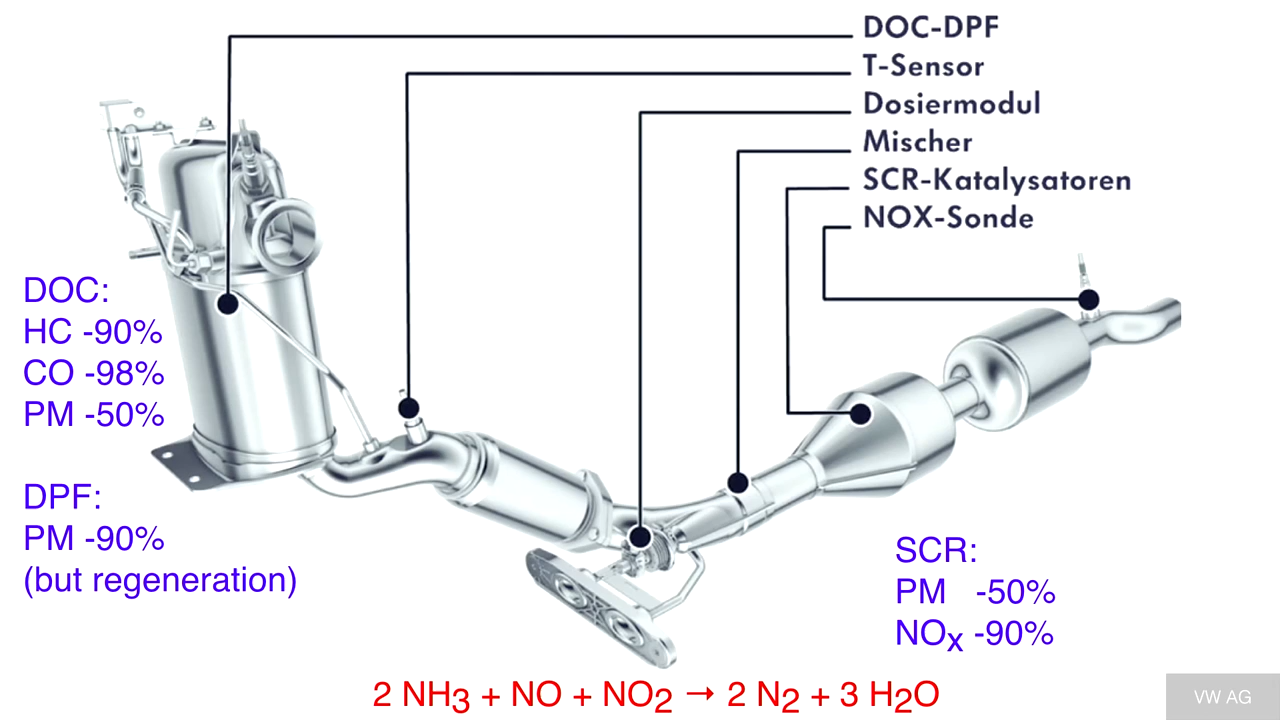 DOC-DPF
T-Sensor
Dosiermodul
Mischer
SCR-Katalysatoren
NOX-Sonde
DOC:
HC -90%
CO -98%
PM -50%
DPF:
PM -90%
(but regeneration)
SCR:
PM -50%
NOx -90%
2 NH3 + NO + NO2 → 2 N2 + 3 H2O
VW AG